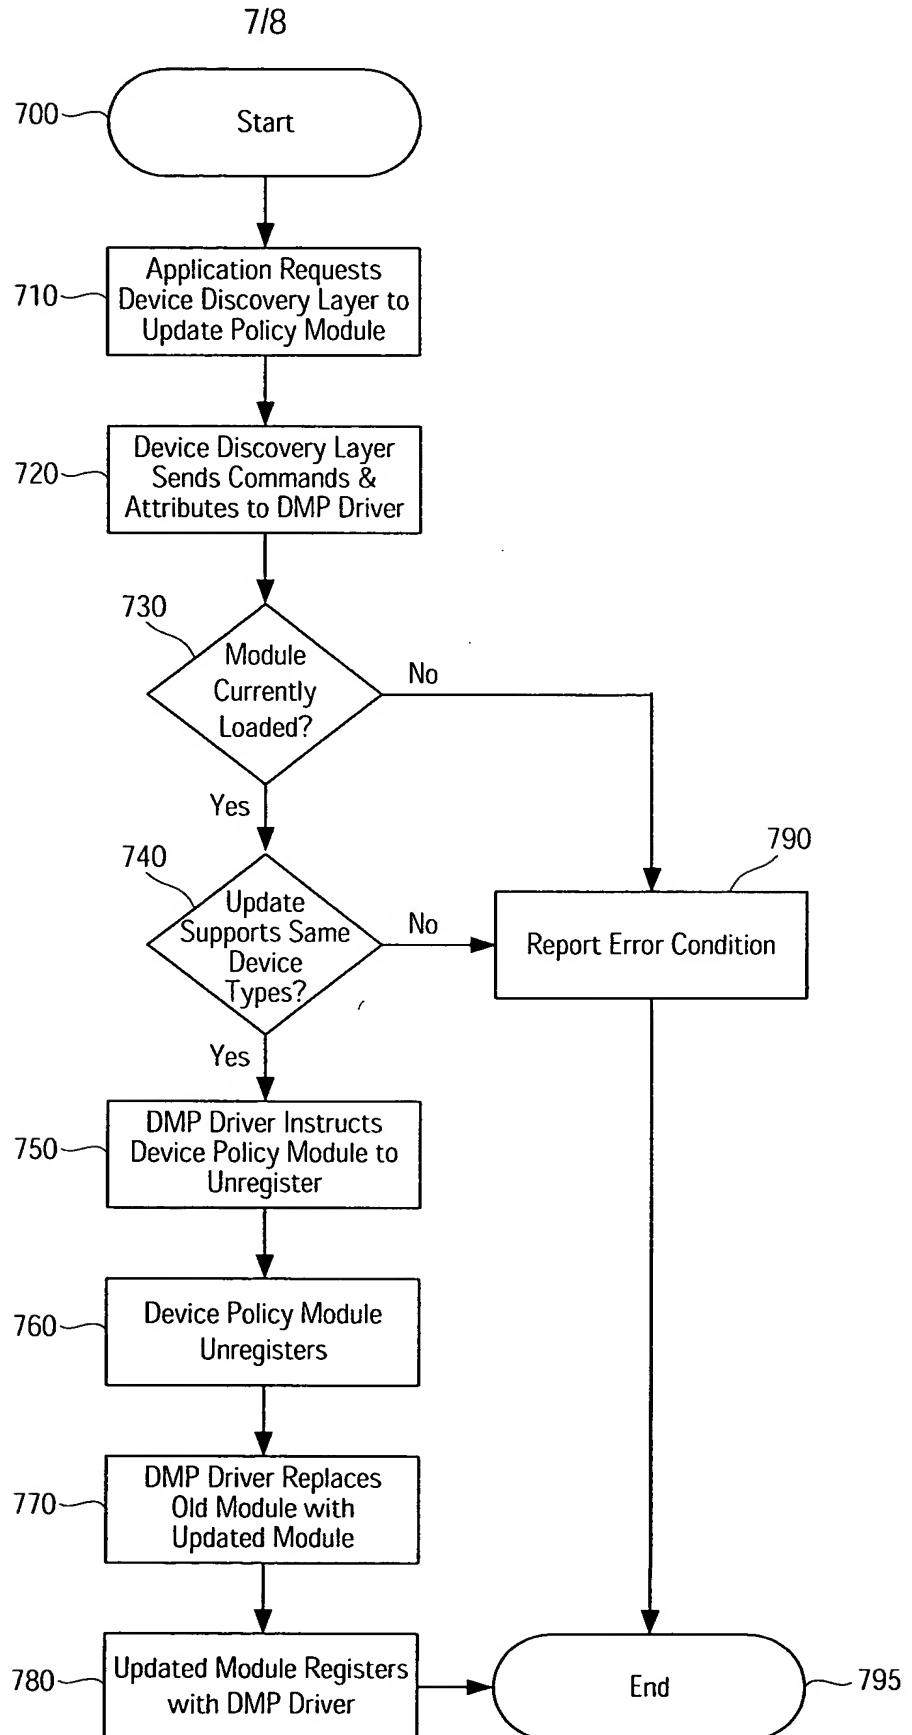 7/8
700
Start
710
Application Requests
Device Discovery Layer to
Update Policy Module
720
Device Discovery Layer
Sends Commands &
Attributes to DMP Driver
730
Module
Currently
Loaded?
No
Yes
740
Update
Supports Same
Device
Types?
No
790
Report Error Condition
Yes
750
DMP Driver Instructs
Device Policy Module to
Unregister
760
Device Policy Module
Unregisters
770
DMP Driver Replaces
Old Module with
Updated Module
780
Updated Module Registers
with DMP Driver
End
795